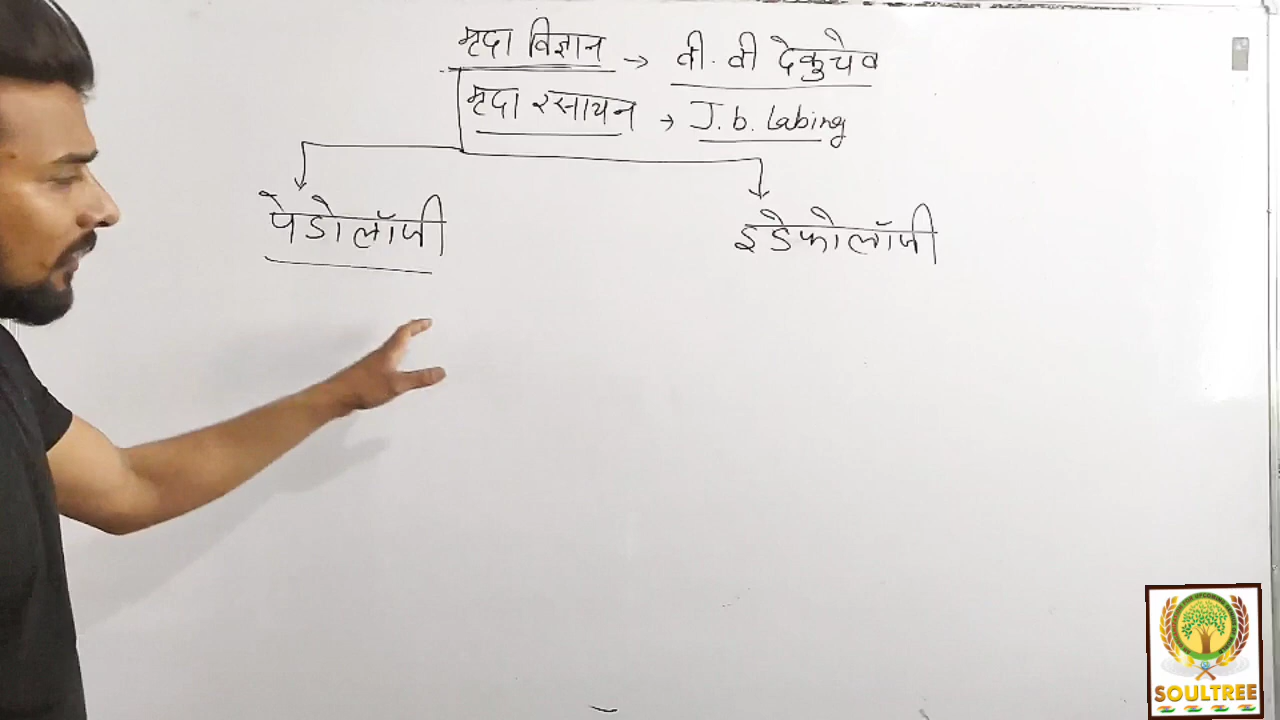 मृदा विज्ञान → वी. वी देकुचेव
मृदा रसायन → J. b. Labing
पेडोलॉजी
इडेफोलॉजी
SOULTREE